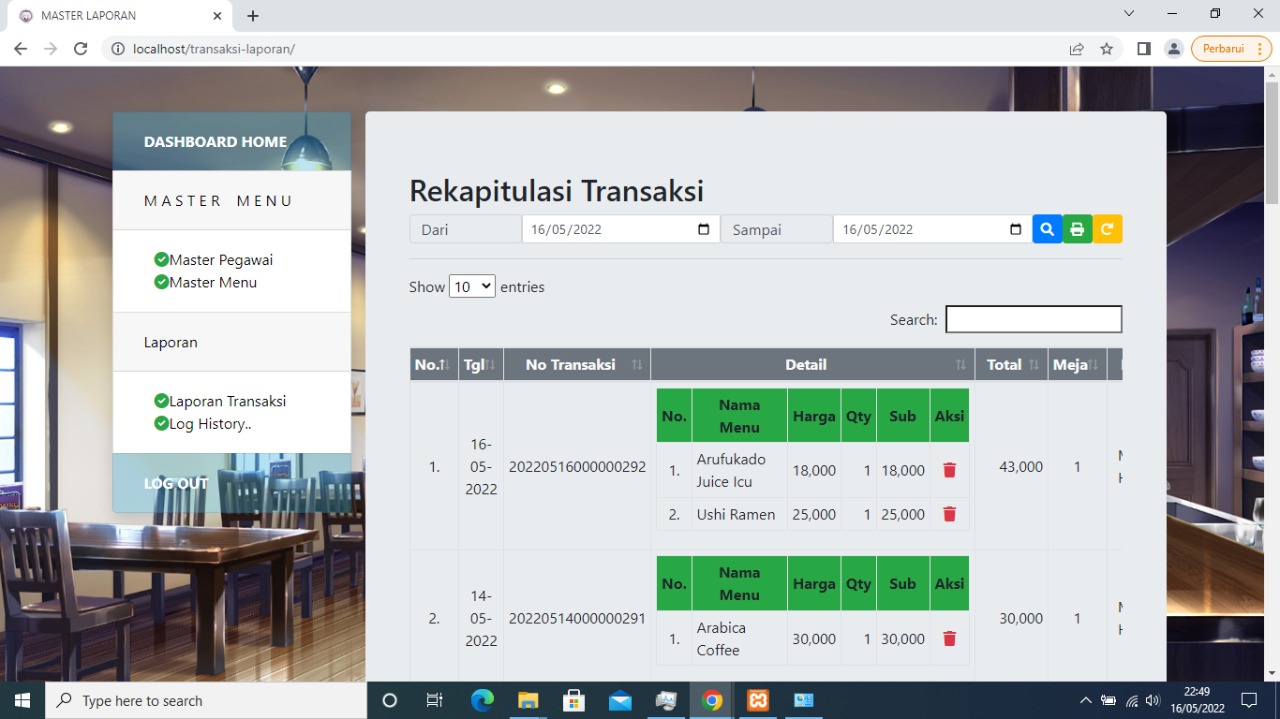 MASTER LAPORAN
localhost/transaksi-laporan/
Perbarui
DASHBOARD HOME
MASTER MENU
Master Pegawai
Master Menu
Laporan
Laporan Transaksi
Log History..
LOG OUT
Rekapitulasi Transaksi
Dari 16/05/2022 Sampai 16/05/2022
Show 10 entries
Search:
No. Tgl No Transaksi Detail Total Meja
No. Nama Menu Harga Qty Sub Aksi
1. 16-05-2022 20220516000000292 43,000 1
1. Arufukado Juice Icu 18,000 1 18,000
2. Ushi Ramen 25,000 1 25,000
No. Nama Menu Harga Qty Sub Aksi
2. 14-05-2022 20220514000000291 30,000 1
1. Arabica Coffee 30,000 1 30,000
Type here to search
22:49
16/05/2022